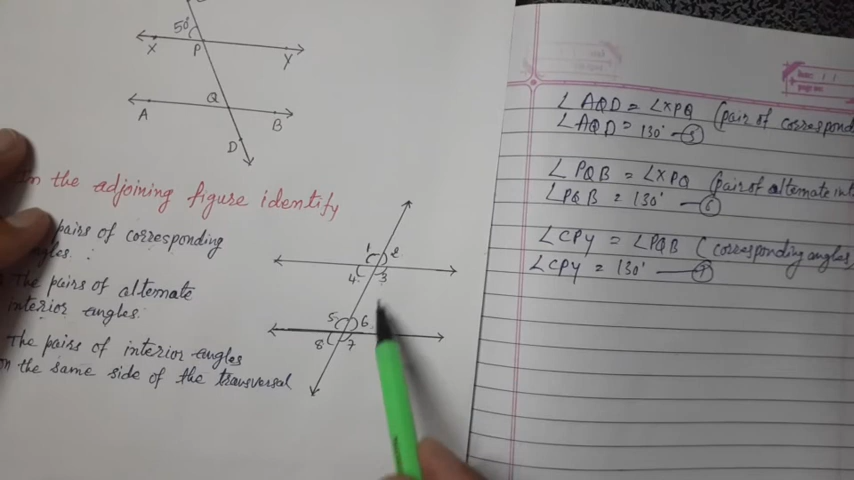 50°
X P Y
Q
A B
D
In the adjoining figure identify
pairs of corresponding
angles :
The pairs of alternate
interior angles.
The pairs of interior angles
on the same side of the transversal
1 2
4 3
5 6
8 7
∠AQD = ∠XPQ (pair of correspond
∠AQD = 130° — 5
∠PQB = ∠XPQ (pair of alternate int
∠PQB = 130° — 6
∠CPY = ∠PQB (corresponding angles
∠CPY = 130° — 7